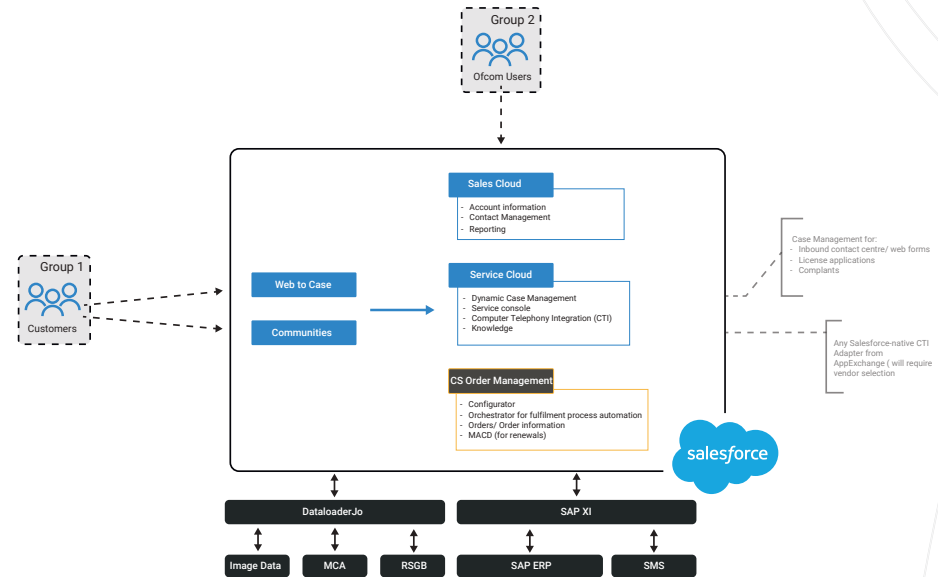 Group 2
Ofcom Users
Sales Cloud
- Account information
- Contact Management
- Reporting
Group 1
Customers
Web to Case
Communities
Service Cloud
- Dynamic Case Management
- Service console
- Computer Telephony Integration (CTI)
- Knowledge
Case Management for:
- Inbound contact centre/ web forms
- License applications
- Complants
Any Salesforce-native CTI
Adapter from
AppExchange ( will require
vendor selection
CS Order Management
- Configurator
- Orchestrator for fulfilment process automation
- Orders/ Order information
- MACD (for renewals)
salesforce
DataloaderJo
SAP XI
Image Data
MCA
RSGB
SAP ERP
SMS